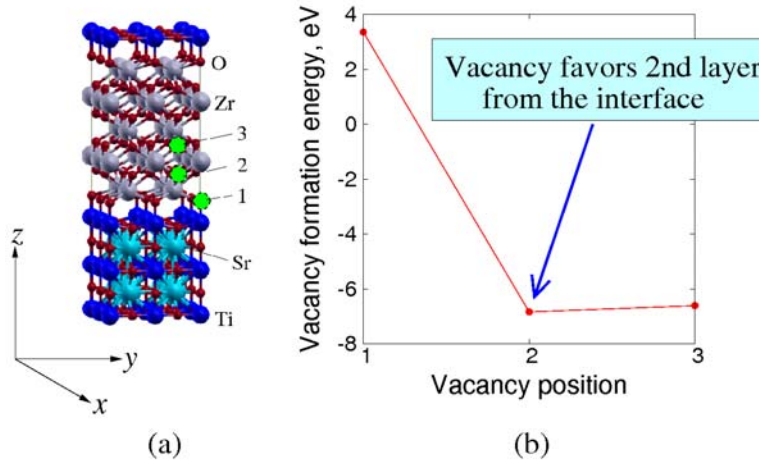 O
Zr
3
2
1
Sr
Ti
z
y
x
(a)
Vacancy formation energy, eV
4
2
0
-2
-4
-6
-8
Vacancy favors 2nd layer
from the interface
1
2
3
Vacancy position
(b)